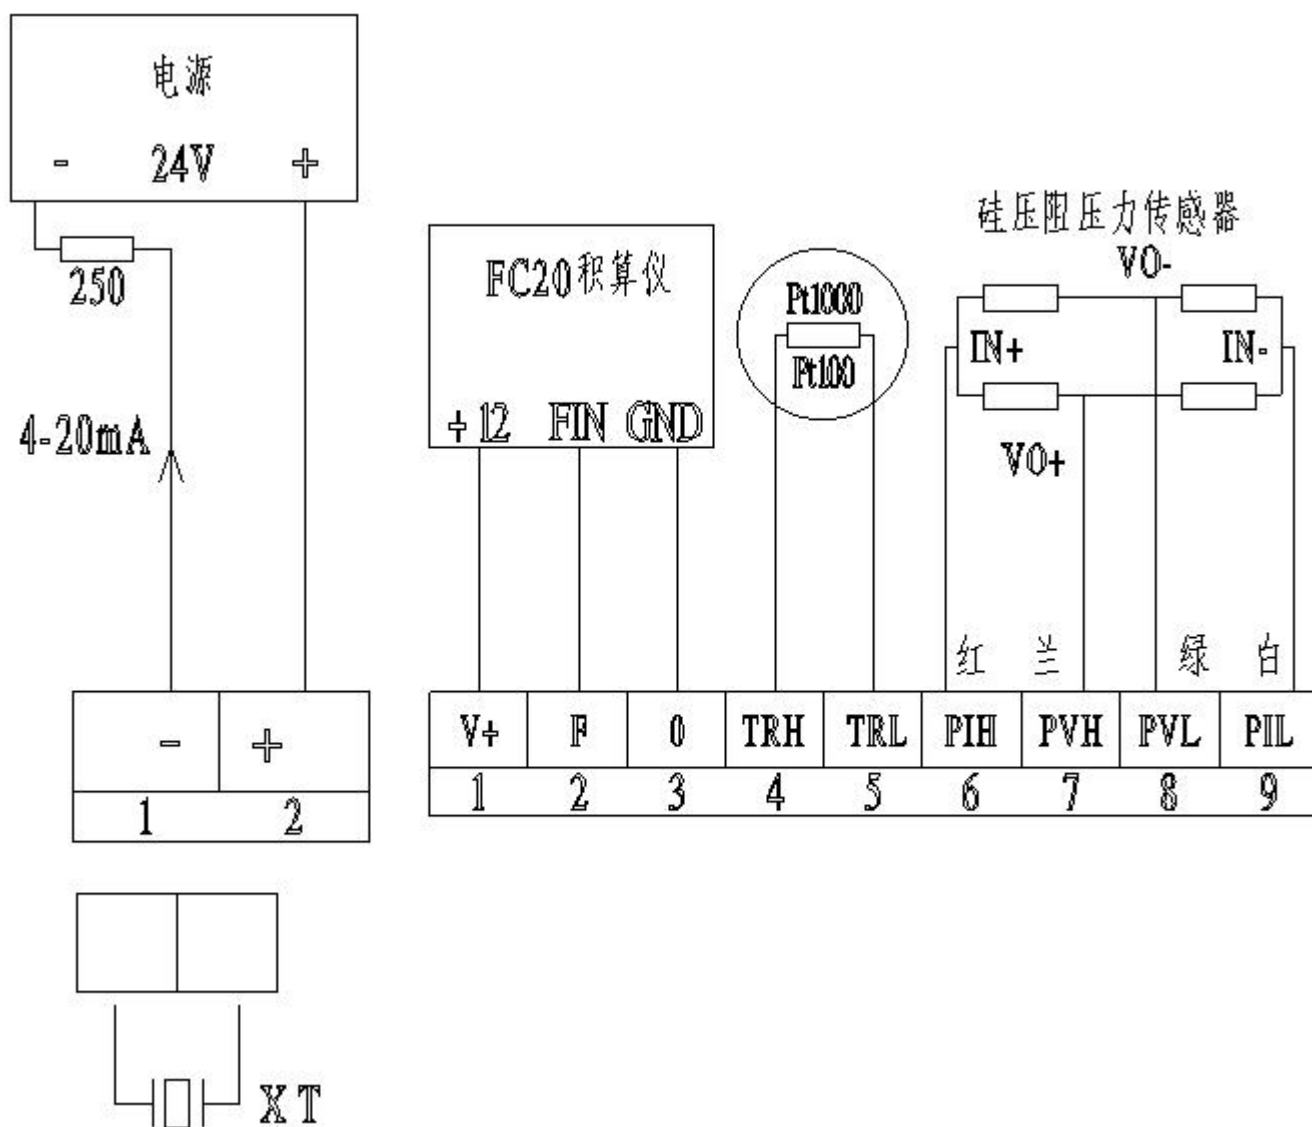 电源
- 24V +
250
4-20mA
- +
1 2
X T
FC20积算仪
+12 FIN GND
Pt1000
Pt100
硅压阻压力传感器
VO-
IN+ IN-
VO+
红 兰 绿 白
V+ F 0 TRH TRL PIH PVH PVL PIL
1 2 3 4 5 6 7 8 9